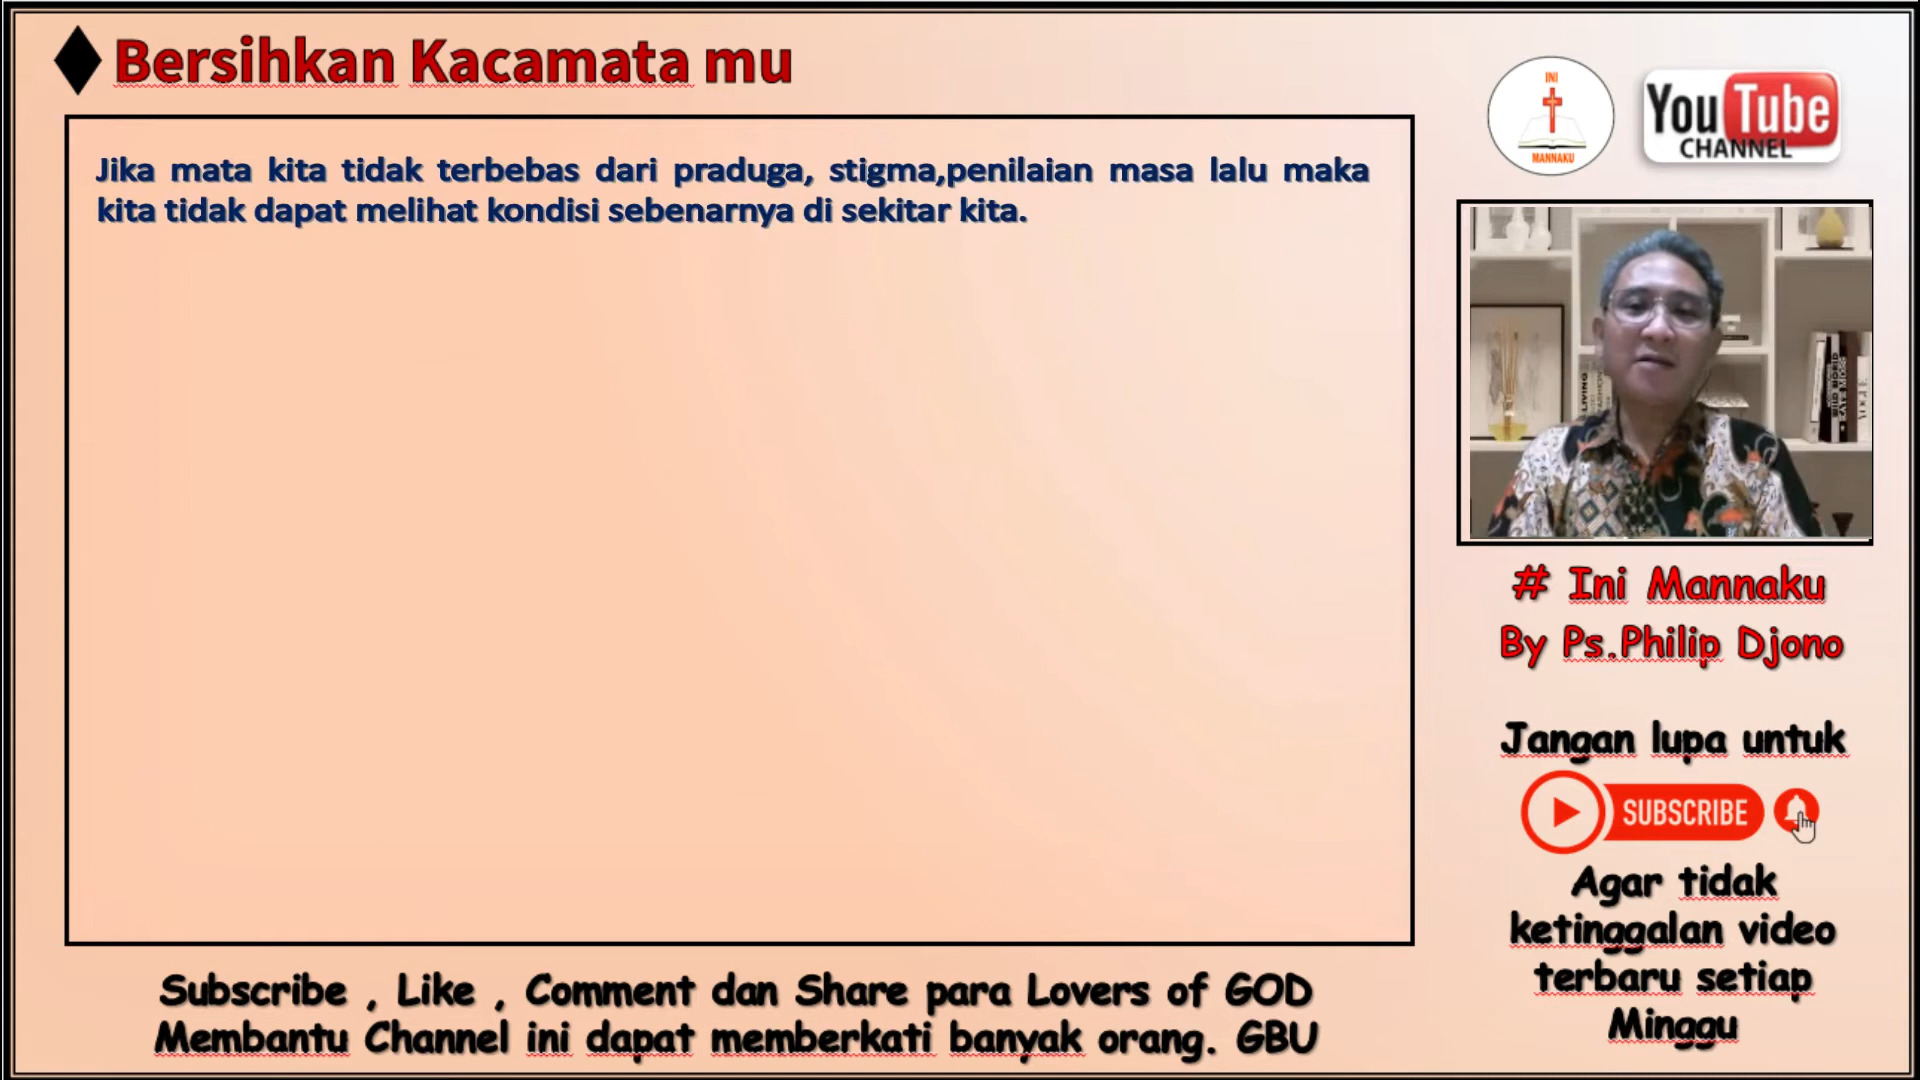 Bersihkan Kacamata mu
Jika mata kita tidak terbebas dari praduga, stigma,penilaian masa lalu maka
kita tidak dapat melihat kondisi sebenarnya di sekitar kita.
INI
MANNAKU
YouTube
CHANNEL
LIVING
VOGUE
# Ini Mannaku
By Ps.Philip Djono
Jangan lupa untuk
SUBSCRIBE
Agar tidak
ketinggalan video
terbaru setiap
Minggu
Subscribe , Like , Comment dan Share para Lovers of GOD
Membantu Channel ini dapat memberkati banyak orang. GBU